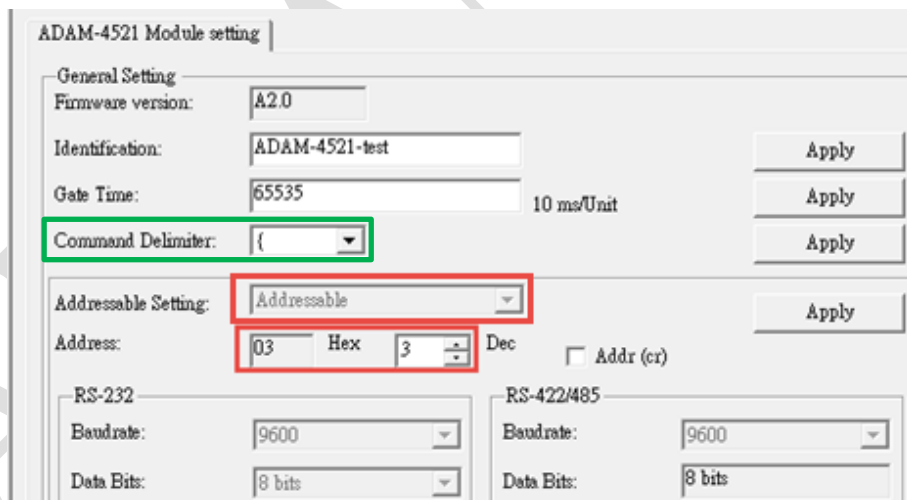 ADAM-4521 Module setting
General Setting
Firmware version: A2.0
Identification: ADAM-4521-test Apply
Gate Time: 65535 10 ms/Unit Apply
Command Delimiter: { Apply
Addressable Setting: Addressable Apply
Address: 03 Hex 3 Dec Addr (cr)
RS-232 RS-422/485
Baudrate: 9600 Baudrate: 9600
Data Bits: 8 bits Data Bits: 8 bits